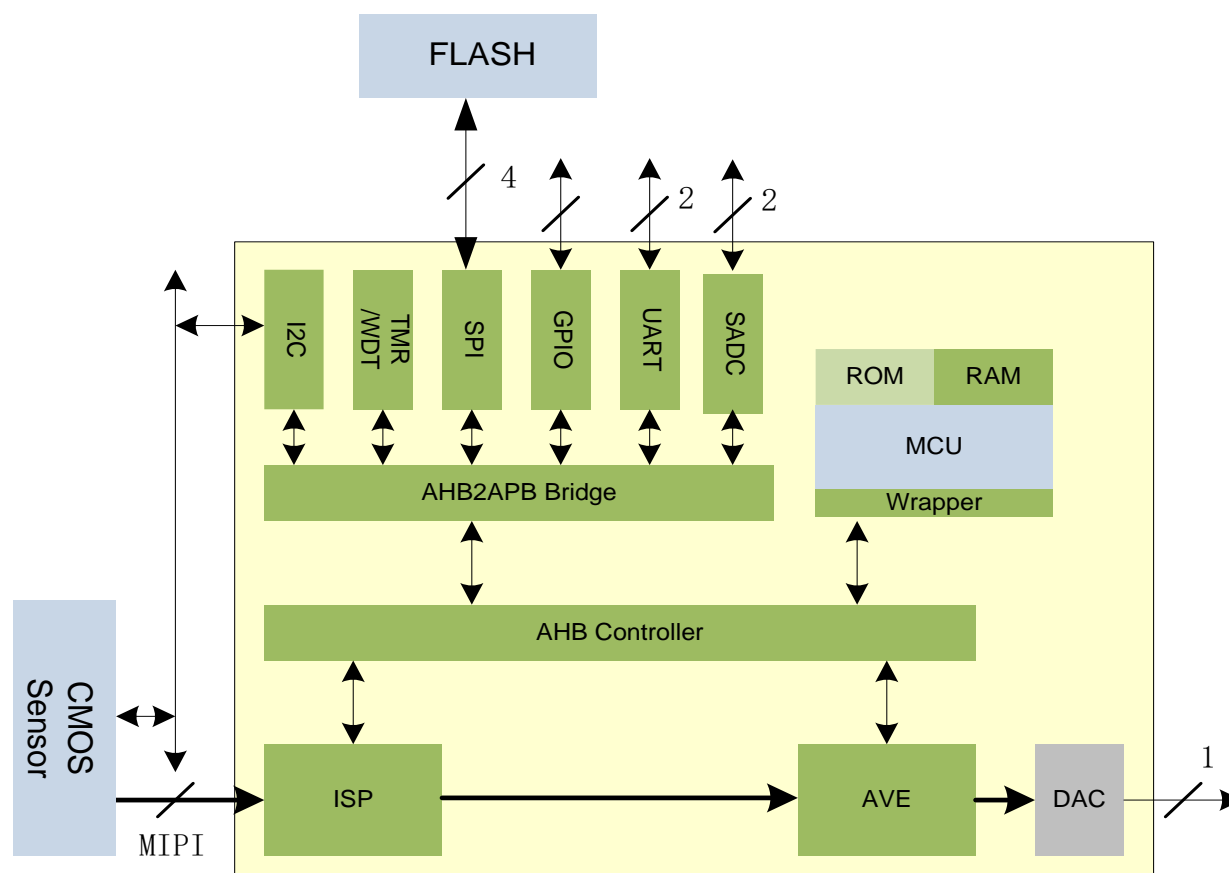 FLASH
4
2
2
I2C
TMR
/WDT
SPI
GPIO
UART
SADC
ROM
RAM
MCU
Wrapper
AHB2APB Bridge
AHB Controller
CMOS
Sensor
MIPI
ISP
AVE
DAC
1